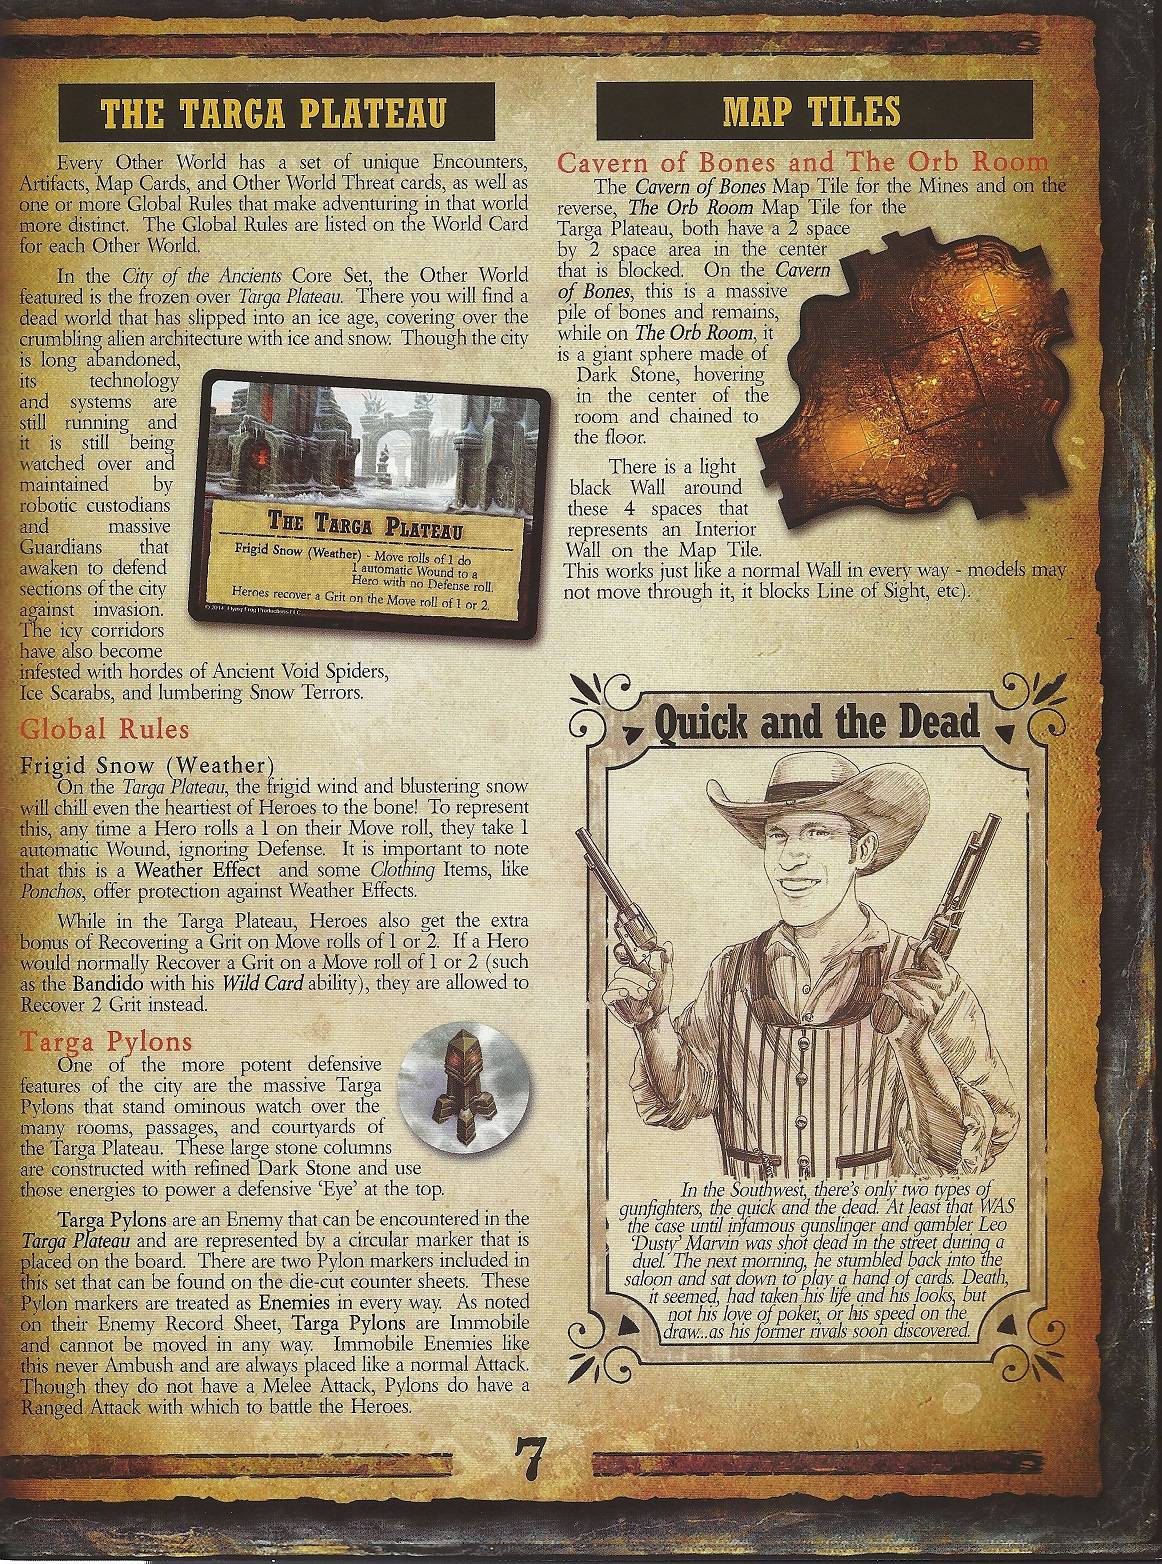 THE TARGA PLATEAU
Every Other World has a set of unique Encounters,
Artifacts, Map Cards, and Other World Threat cards, as well as
one or more Global Rules that make adventuring in that world
more distinct. The Global Rules are listed on the World Card
for each Other World.
In the City of the Ancients Core Set, the Other World
featured is the frozen over Targa Plateau. There you will find a
dead world that has slipped into an ice age, covering over the
crumbling alien architecture with ice and snow. Though the city
is long abandoned,
its technology
and systems are
still running and
it is still being
watched over and
maintained by
robotic custodians
and massive
Guardians that
awaken to defend
sections of the city
against invasion.
The icy corridors
have also become
infested with hordes of Ancient Void Spiders,
Ice Scarabs, and lumbering Snow Terrors.
THE TARGA PLATEAU
Frigid Snow (Weather) - Move rolls of 1 do
1 automatic Wound to a
Hero with no Defense roll.
Heroes recover a Grit on the Move roll of 1 or 2.
© 2014 Flying Frog Productions LLC
Global Rules
Frigid Snow (Weather)
On the Targa Plateau, the frigid wind and blustering snow
will chill even the heartiest of Heroes to the bone! To represent
this, any time a Hero rolls a 1 on their Move roll, they take 1
automatic Wound, ignoring Defense. It is important to note
that this is a Weather Effect and some Clothing Items, like
Ponchos, offer protection against Weather Effects.
While in the Targa Plateau, Heroes also get the extra
bonus of Recovering a Grit on Move rolls of 1 or 2. If a Hero
would normally Recover a Grit on a Move roll of 1 or 2 (such
as the Bandido with his Wild Card ability), they are allowed to
Recover 2 Grit instead.
Targa Pylons
One of the more potent defensive
features of the city are the massive Targa
Pylons that stand ominous watch over the
many rooms, passages, and courtyards of
the Targa Plateau. These large stone columns
are constructed with refined Dark Stone and use
those energies to power a defensive 'Eye' at the top.
Targa Pylons are an Enemy that can be encountered in the
Targa Plateau and are represented by a circular marker that is
placed on the board. There are two Pylon markers included in
this set that can be found on the die-cut counter sheets. These
Pylon markers are treated as Enemies in every way. As noted
on their Enemy Record Sheet, Targa Pylons are Immobile
and cannot be moved in any way. Immobile Enemies like
this never Ambush and are always placed like a normal Attack.
Though they do not have a Melee Attack, Pylons do have a
Ranged Attack with which to battle the Heroes.
MAP TILES
Cavern of Bones and The Orb Room
The Cavern of Bones Map Tile for the Mines and on the
reverse, The Orb Room Map Tile for the
Targa Plateau, both have a 2 space
by 2 space area in the center
that is blocked. On the Cavern
of Bones, this is a massive
pile of bones and remains,
while on The Orb Room, it
is a giant sphere made of
Dark Stone, hovering
in the center of the
room and chained to
the floor.
There is a light
black Wall around
these 4 spaces that
represents an Interior
Wall on the Map Tile.
This works just like a normal Wall in every way - models may
not move through it, it blocks Line of Sight, etc).
Quick and the Dead
In the Southwest, there's only two types of
gunfighters, the quick and the dead. At least that WAS
the case until infamous gunslinger and gambler Leo
'Dusty' Marvin was shot dead in the street during a
duel. The next morning, he stumbled back into the
saloon and sat down to play a hand of cards. Death,
it seemed, had taken his life and his looks, but
not his love of poker, or his speed on the
draw...as his former rivals soon discovered.
7